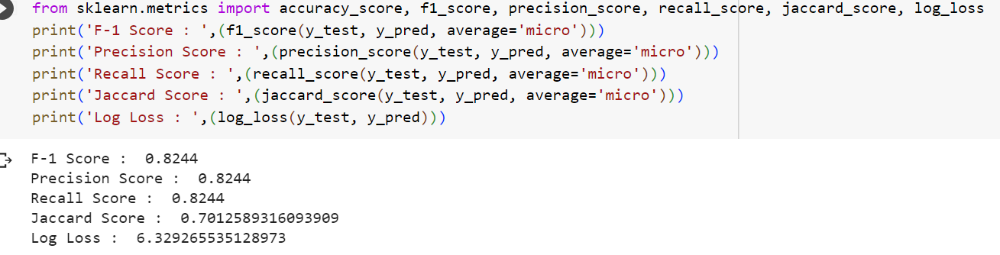 from sklearn.metrics import accuracy_score, f1_score, precision_score, recall_score, jaccard_score, log_loss
print('F-1 Score : ',(f1_score(y_test, y_pred, average='micro')))
print('Precision Score : ',(precision_score(y_test, y_pred, average='micro')))
print('Recall Score : ',(recall_score(y_test, y_pred, average='micro')))
print('Jaccard Score : ',(jaccard_score(y_test, y_pred, average='micro')))
print('Log Loss : ',(log_loss(y_test, y_pred)))
F-1 Score :  0.8244
Precision Score :  0.8244
Recall Score :  0.8244
Jaccard Score :  0.7012589316093909
Log Loss :  6.329265535128973